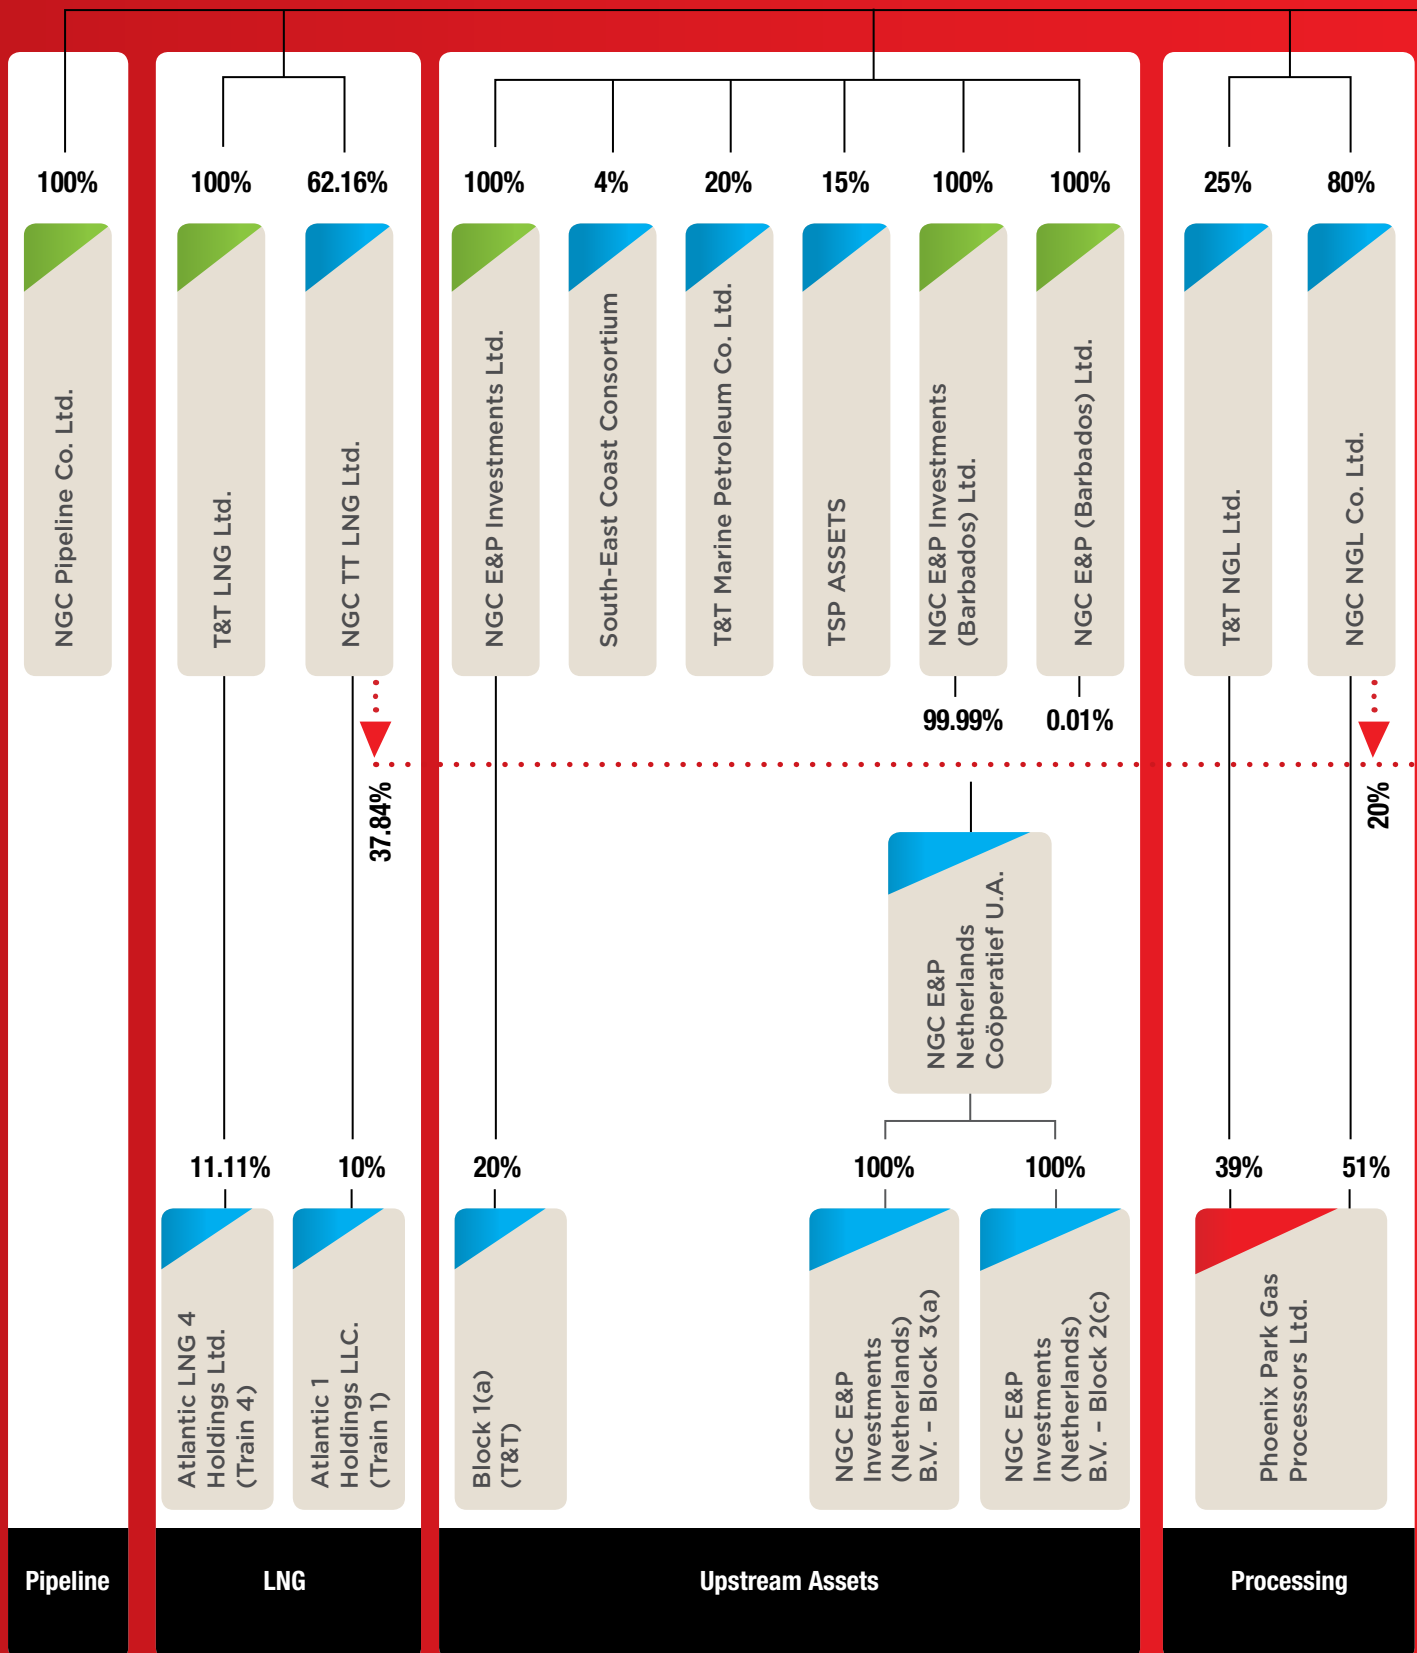 100%
100%
62.16%
100%
4%
20%
15%
100%
100%
25%
80%
NGC Pipeline Co. Ltd.
T&T LNG Ltd.
NGC TT LNG Ltd.
NGC E&P Investments Ltd.
South-East Coast Consortium
T&T Marine Petroleum Co. Ltd.
TSP ASSETS
NGC E&P Investments
(Barbados) Ltd.
NGC E&P (Barbados) Ltd.
T&T NGL Ltd.
NGC NGL Co. Ltd.
99.99%
0.01%
37.84%
20%
NGC E&P
Netherlands
Coöperatief U.A.
11.11%
10%
20%
100%
100%
39%
51%
Atlantic LNG 4
Holdings Ltd.
(Train 4)
Atlantic 1
Holdings LLC.
(Train 1)
Block 1(a)
(T&T)
NGC E&P
Investments
(Netherlands)
B.V. – Block 3(a)
NGC E&P
Investments
(Netherlands)
B.V. – Block 2(c)
Phoenix Park Gas
Processors Ltd.
Pipeline
LNG
Upstream Assets
Processing